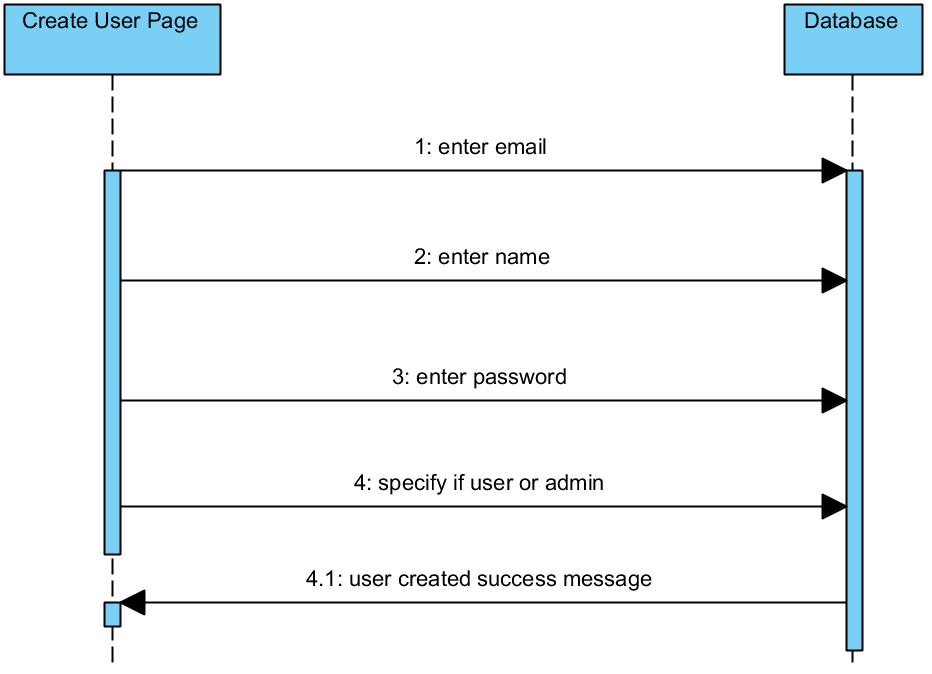 Create User Page
Database
1: enter email
2: enter name
3: enter password
4: specify if user or admin
4.1: user created success message